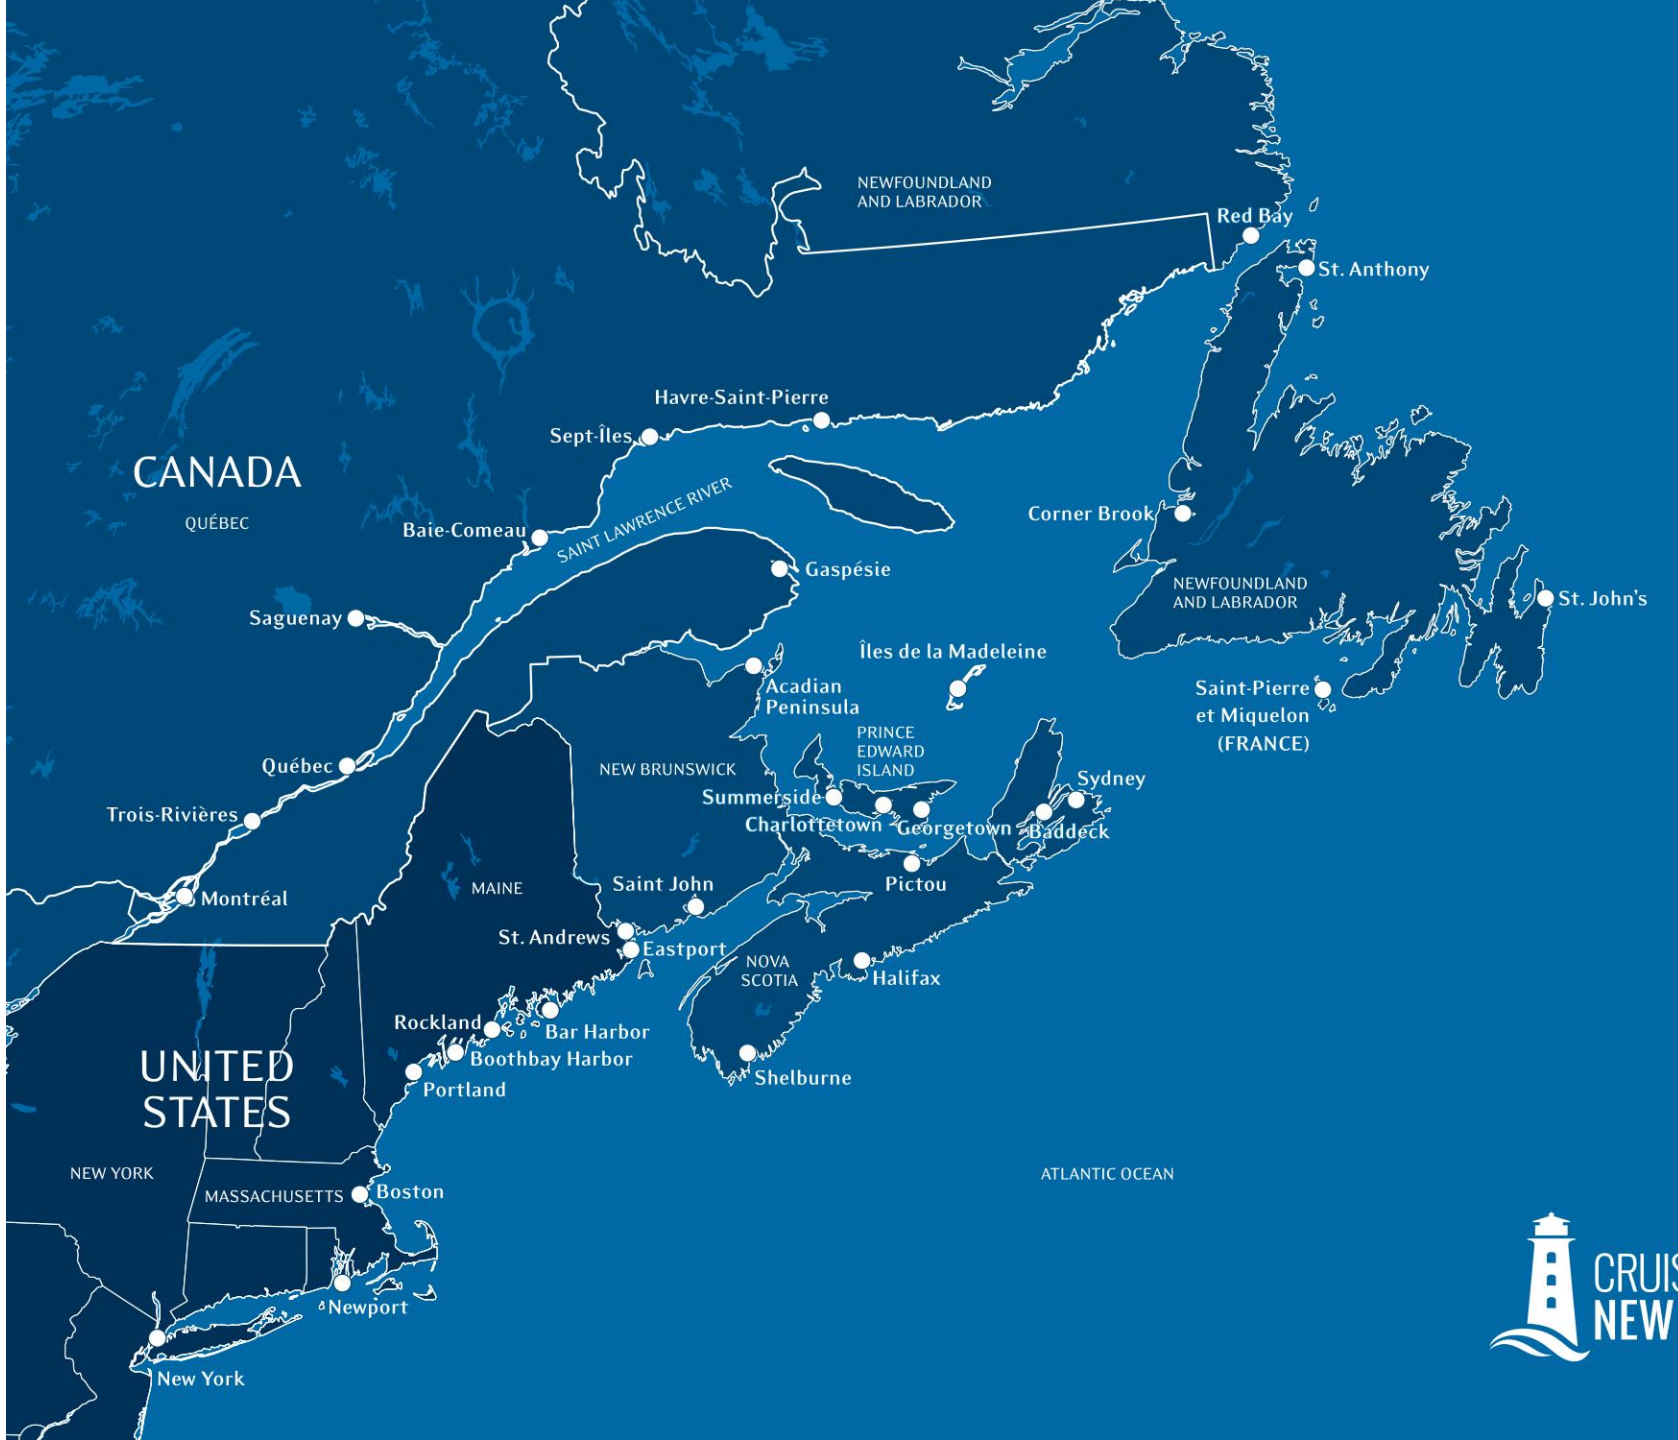 NEWFOUNDLAND
AND LABRADOR
Red Bay
St. Anthony
Havre-Saint-Pierre
Sept-Îles
CANADA
QUÉBEC
SAINT LAWRENCE RIVER
Baie-Comeau
Corner Brook
Gaspésie
NEWFOUNDLAND
AND LABRADOR
St. John's
Saguenay
Îles de la Madeleine
Acadian
Peninsula
Saint-Pierre
et Miquelon
(FRANCE)
PRINCE
EDWARD
ISLAND
Québec
NEW BRUNSWICK
Sydney
Summerside
Trois-Rivières
Charlottetown
Georgetown
Baddeck
MAINE
Saint John
Pictou
Montréal
St. Andrews
Eastport
NOVA
SCOTIA
Halifax
Rockland
Bar Harbor
Boothbay Harbor
UNITED
STATES
Portland
Shelburne
NEW YORK
ATLANTIC OCEAN
MASSACHUSETTS
Boston
Newport
New York
CRUIS
NEW